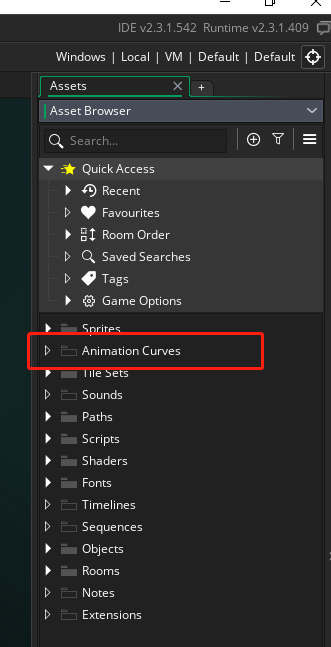 IDE v2.3.1.542 Runtime v2.3.1.409
Windows | Local | VM | Default | Default
Assets
+
Asset Browser
Search...
Quick Access
Recent
Favourites
Room Order
Saved Searches
Tags
Game Options
Sprites
Animation Curves
Tile Sets
Sounds
Paths
Scripts
Shaders
Fonts
Timelines
Sequences
Objects
Rooms
Notes
Extensions